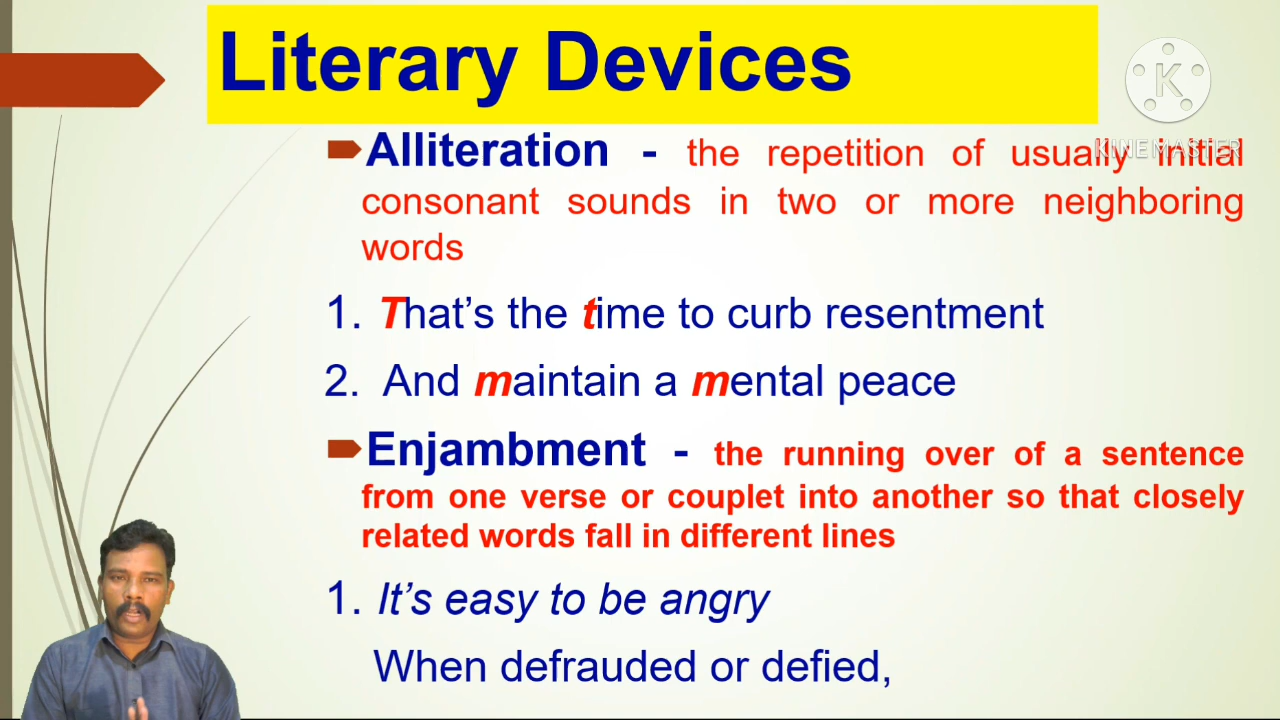 Literary Devices
K
KINEMASTER
Alliteration - the repetition of usually initial
consonant sounds in two or more neighboring
words
1. That’s the time to curb resentment
2. And maintain a mental peace
Enjambment - the running over of a sentence
from one verse or couplet into another so that closely
related words fall in different lines
1. It’s easy to be angry
When defrauded or defied,